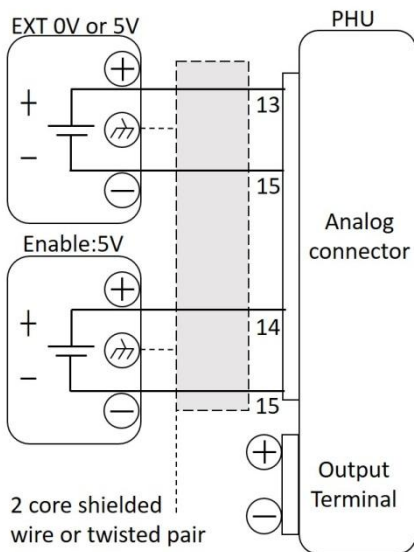 EXT 0V or 5V
PHU
+
13
−
15
Analog
connector
Enable:5V
+
14
−
15
Output
Terminal
2 core shielded
wire or twisted pair